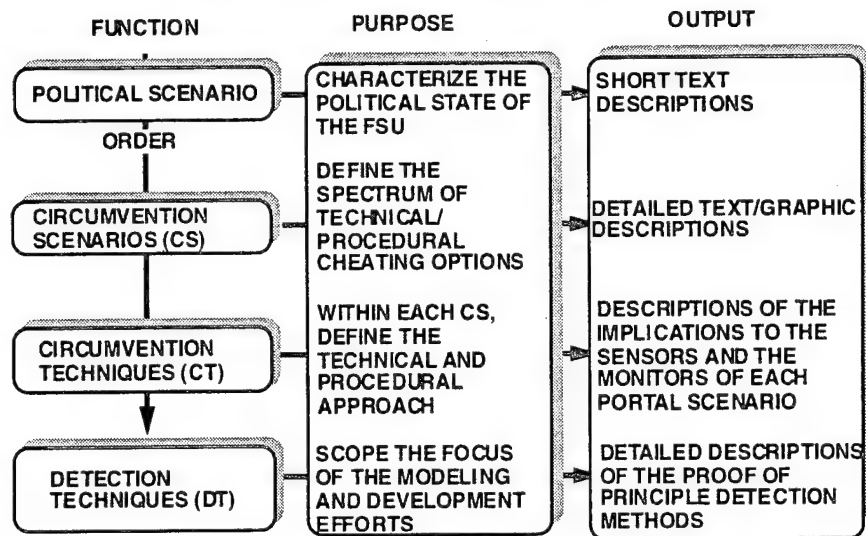 FUNCTION
PURPOSE
OUTPUT
POLITICAL SCENARIO
CHARACTERIZE THE
POLITICAL STATE OF
THE FSU
SHORT TEXT
DESCRIPTIONS
ORDER
CIRCUMVENTION
SCENARIOS (CS)
DEFINE THE
SPECTRUM OF
TECHNICAL/
PROCEDURAL
CHEATING OPTIONS
DETAILED TEXT/GRAPHIC
DESCRIPTIONS
CIRCUMVENTION
TECHNIQUES (CT)
WITHIN EACH CS,
DEFINE THE
TECHNICAL AND
PROCEDURAL
APPROACH
DESCRIPTIONS OF THE
IMPLICATIONS TO THE
SENSORS AND THE
MONITORS OF EACH
PORTAL SCENARIO
DETECTION
TECHNIQUES (DT)
SCOPE THE FOCUS
OF THE MODELING
AND DEVELOPMENT
EFFORTS
DETAILED DESCRIPTIONS
OF THE PROOF OF
PRINCIPLE DETECTION
METHODS